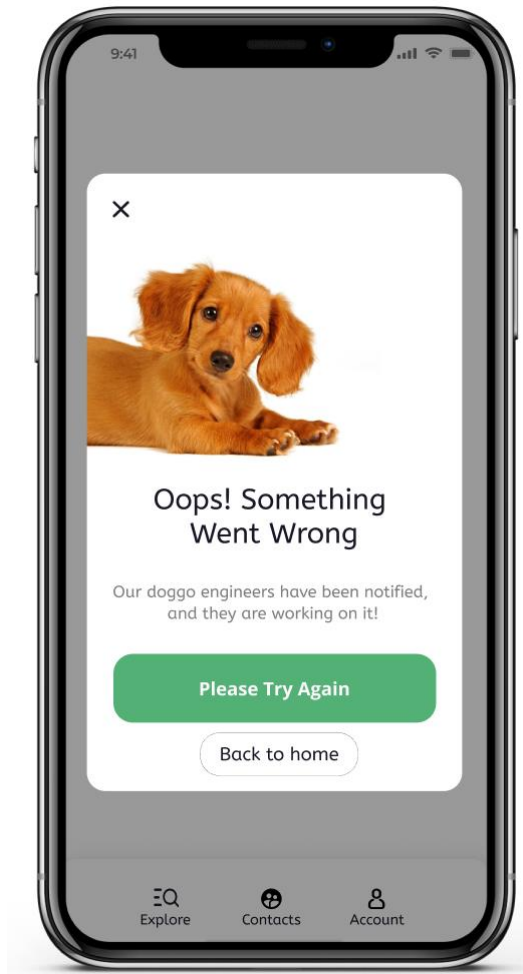 9:41
Oops! Something
Went Wrong
Our doggo engineers have been notified,
and they are working on it!
Please Try Again
Back to home
Explore
Contacts
Account